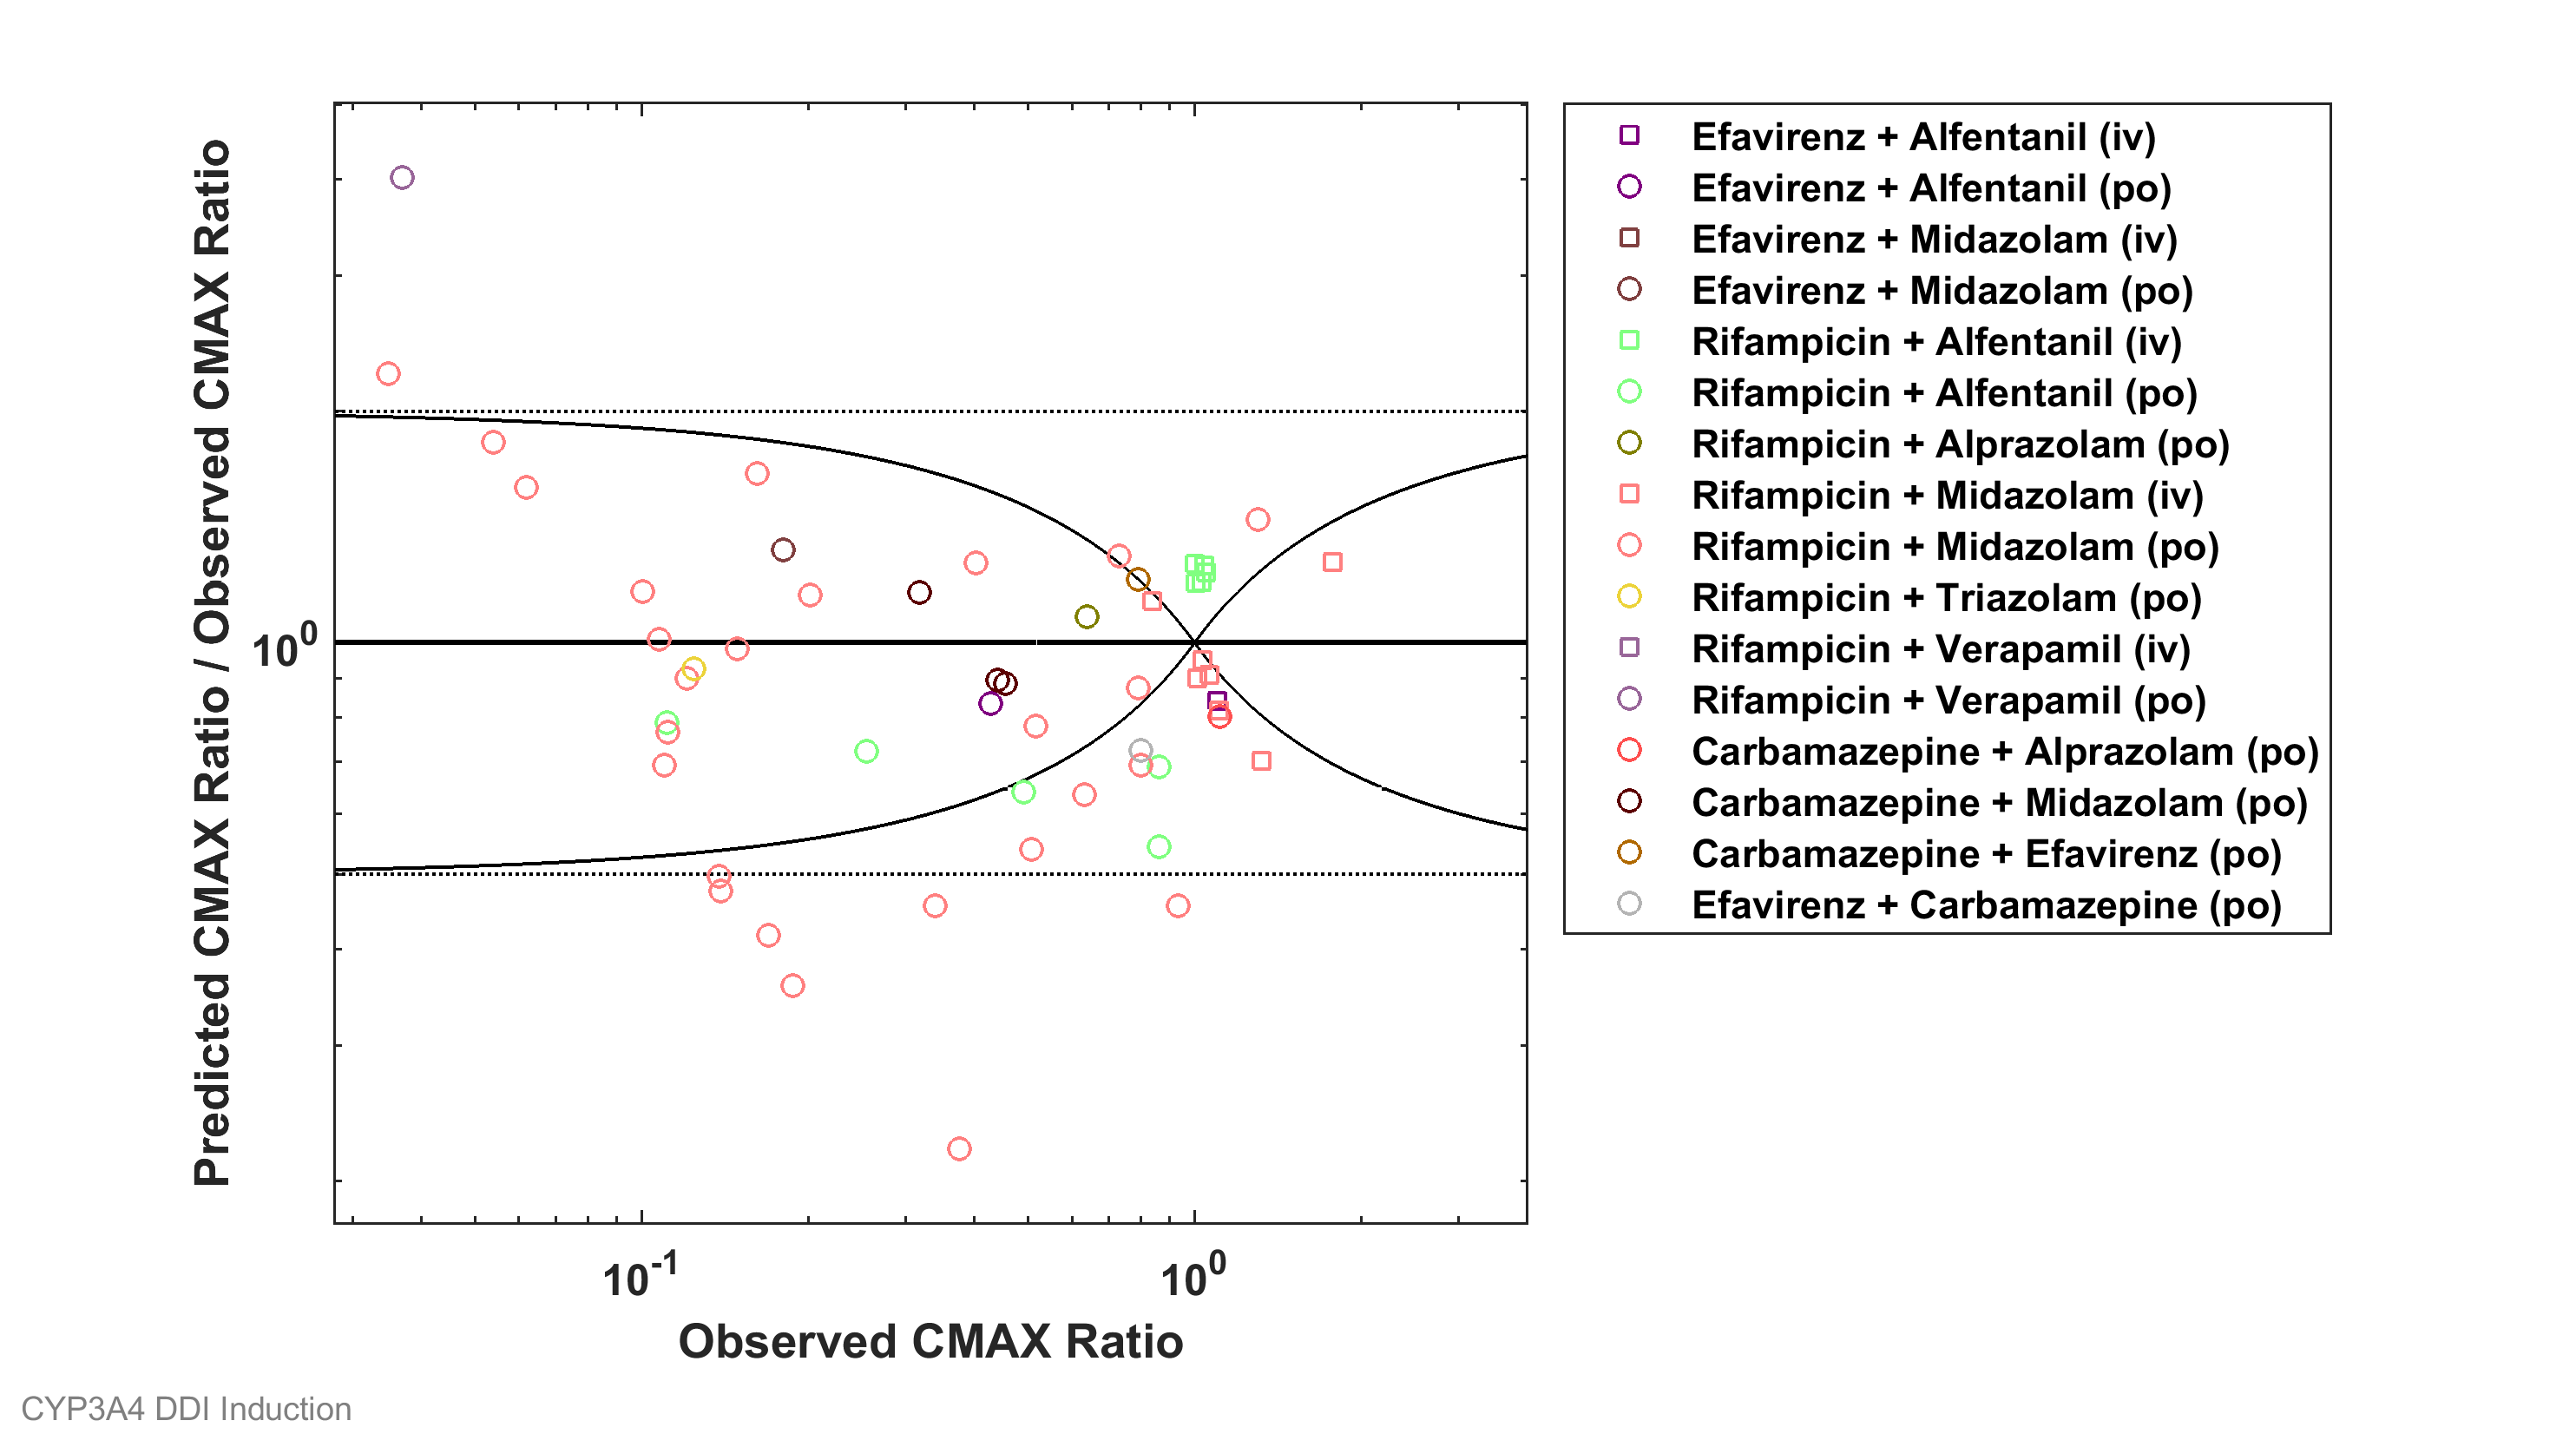 Predicted CMAX Ratio / Observed CMAX Ratio
10^0
10^-1
10^0
Observed CMAX Ratio
Efavirenz + Alfentanil (iv)
Efavirenz + Alfentanil (po)
Efavirenz + Midazolam (iv)
Efavirenz + Midazolam (po)
Rifampicin + Alfentanil (iv)
Rifampicin + Alfentanil (po)
Rifampicin + Alprazolam (po)
Rifampicin + Midazolam (iv)
Rifampicin + Midazolam (po)
Rifampicin + Triazolam (po)
Rifampicin + Verapamil (iv)
Rifampicin + Verapamil (po)
Carbamazepine + Alprazolam (po)
Carbamazepine + Midazolam (po)
Carbamazepine + Efavirenz (po)
Efavirenz + Carbamazepine (po)
CYP3A4 DDI Induction